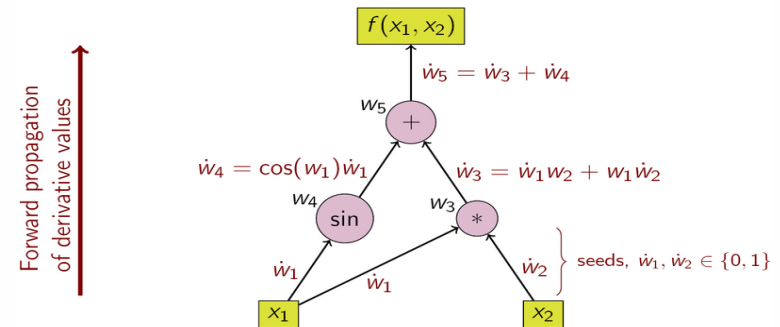 f(x₁, x₂)
ẇ₅ = ẇ₃ + ẇ₄
w₅
+
ẇ₄ = cos(w₁)ẇ₁
ẇ₃ = ẇ₁w₂ + w₁ẇ₂
w₄
sin
w₃
*
ẇ₁
ẇ₁
ẇ₂
seeds, ẇ₁, ẇ₂ ∈ {0, 1}
x₁
x₂
Forward propagation
of derivative values